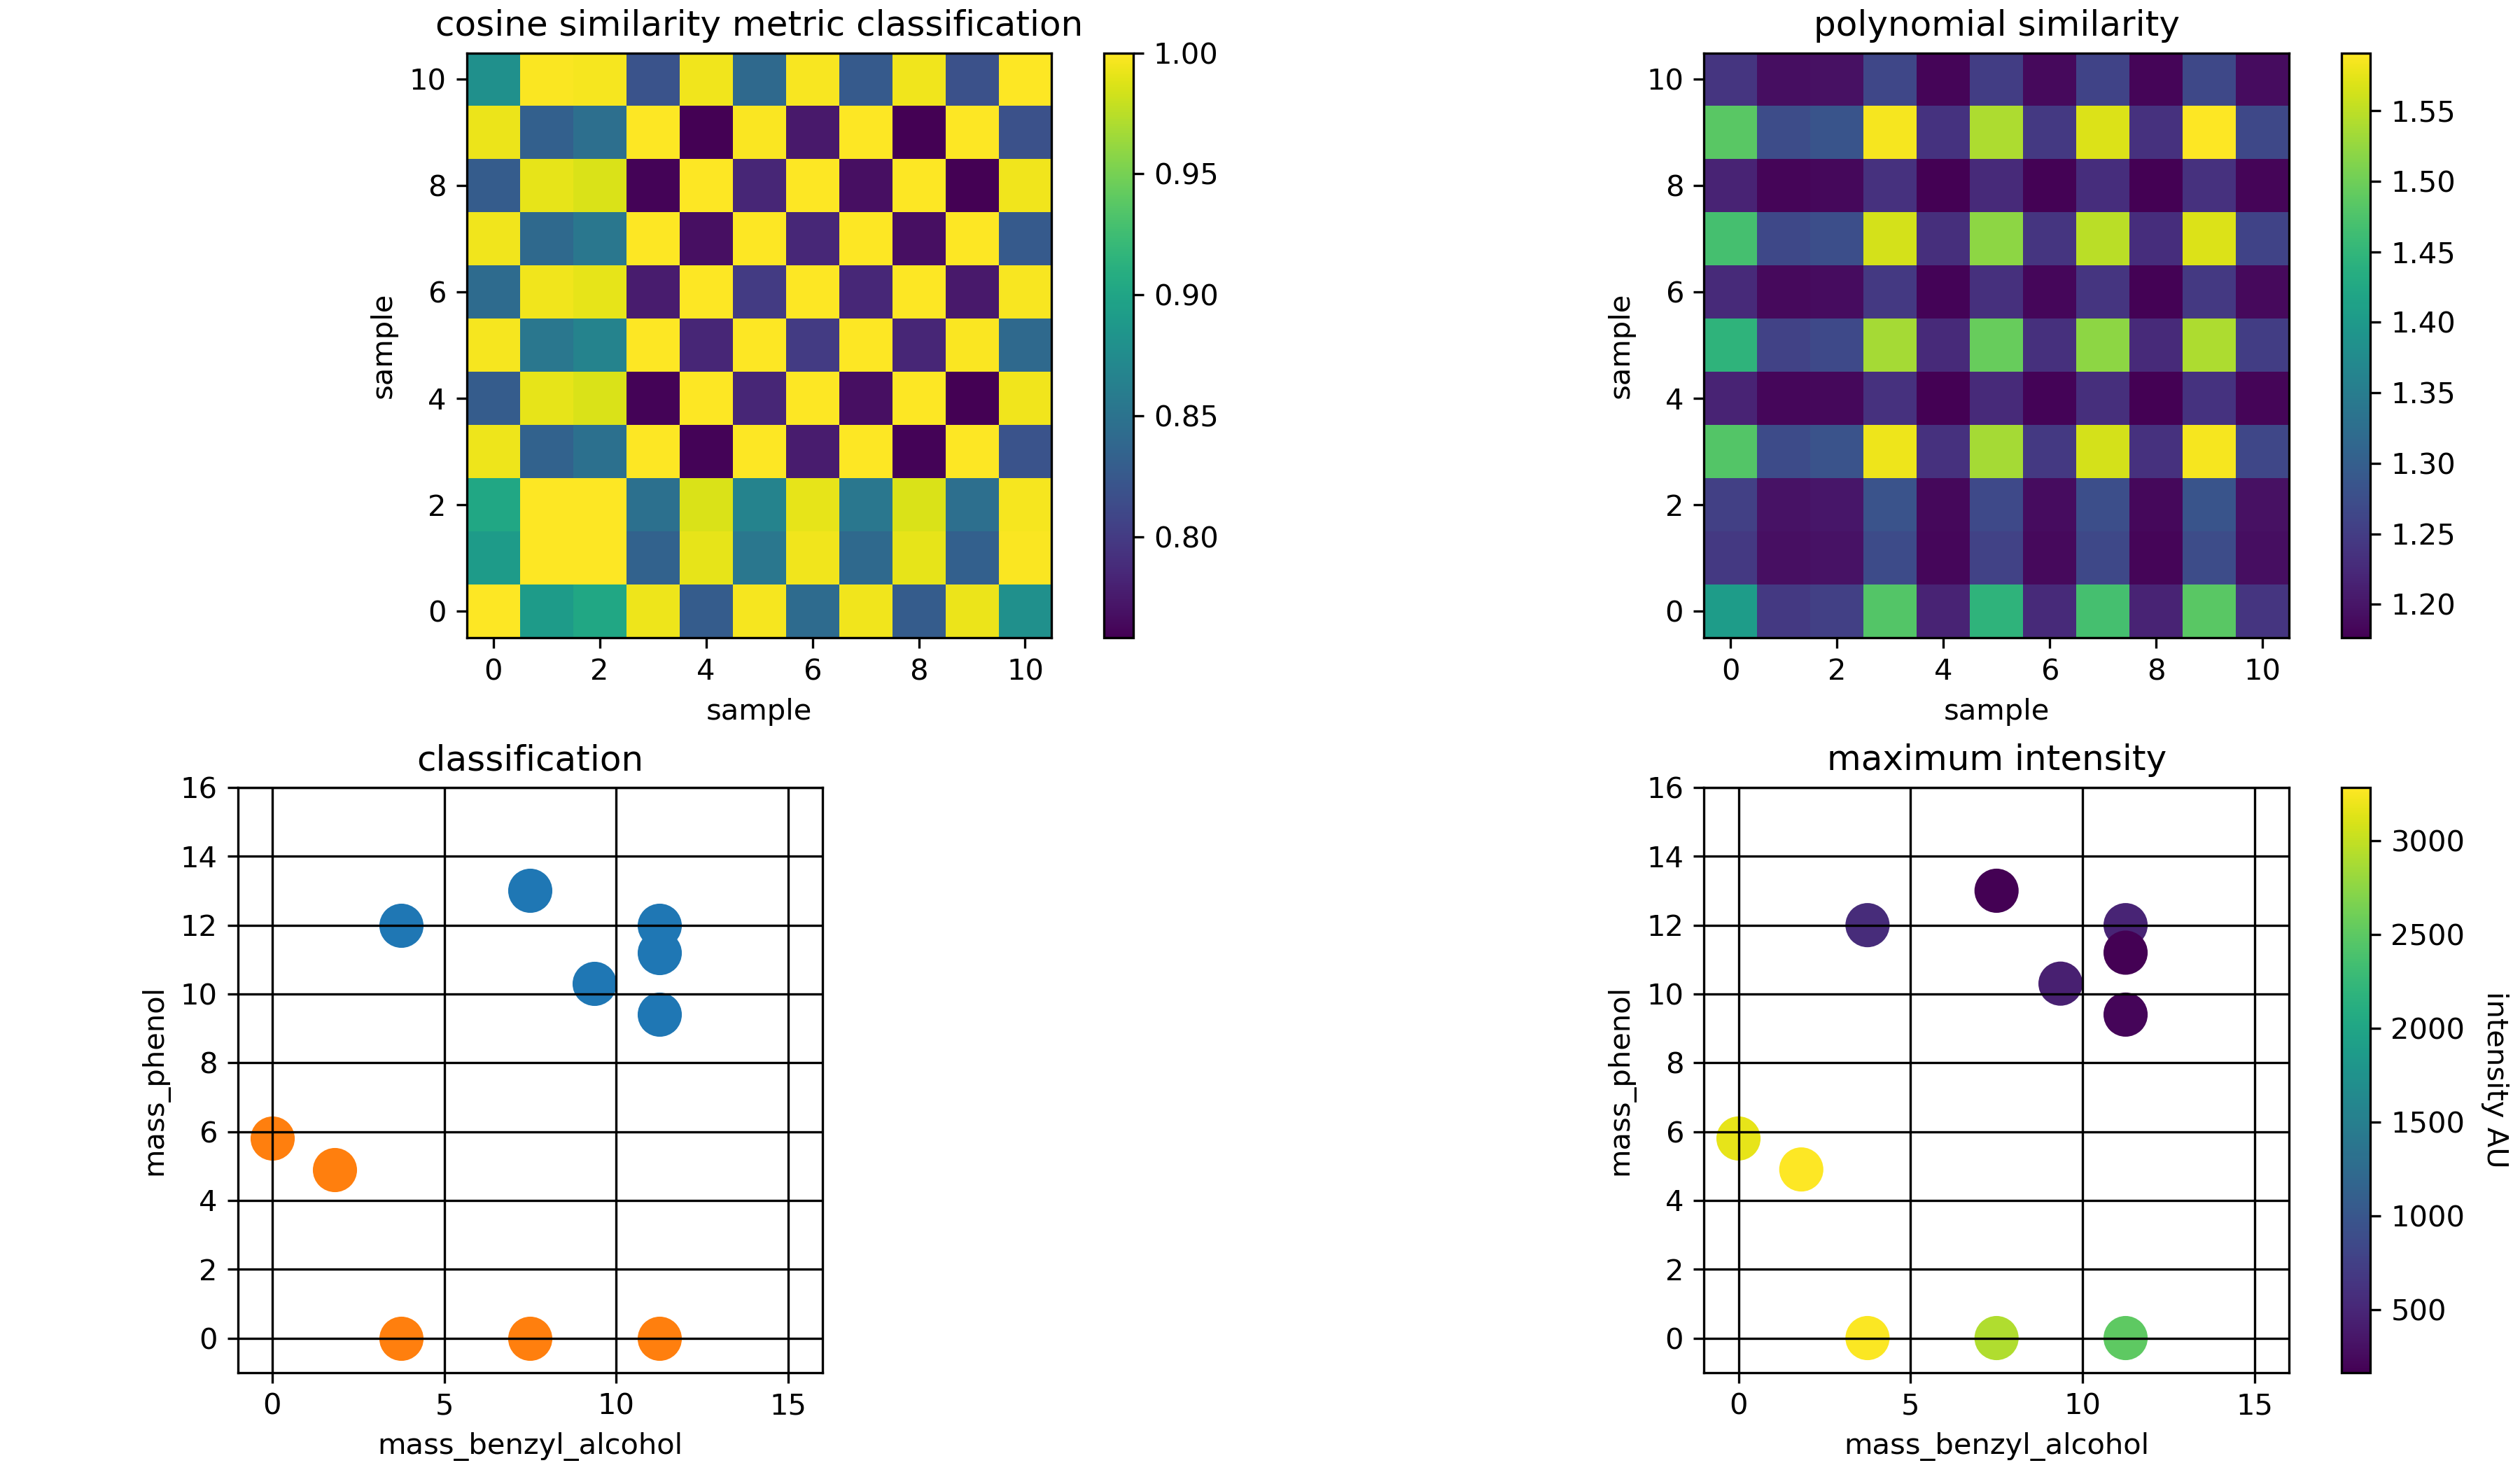 cosine similarity metric classification
10
8
6
4
2
0
sample
0 2 4 6 8 10
sample
1.00
0.95
0.90
0.85
0.80
polynomial similarity
10
8
6
4
2
0
sample
0 2 4 6 8 10
sample
1.55
1.50
1.45
1.40
1.35
1.30
1.25
1.20
classification
16
14
12
10
8
6
4
2
0
mass_phenol
0 5 10 15
mass_benzyl_alcohol
maximum intensity
16
14
12
10
8
6
4
2
0
mass_phenol
0 5 10 15
mass_benzyl_alcohol
3000
2500
2000
1500
1000
500
intensity AU